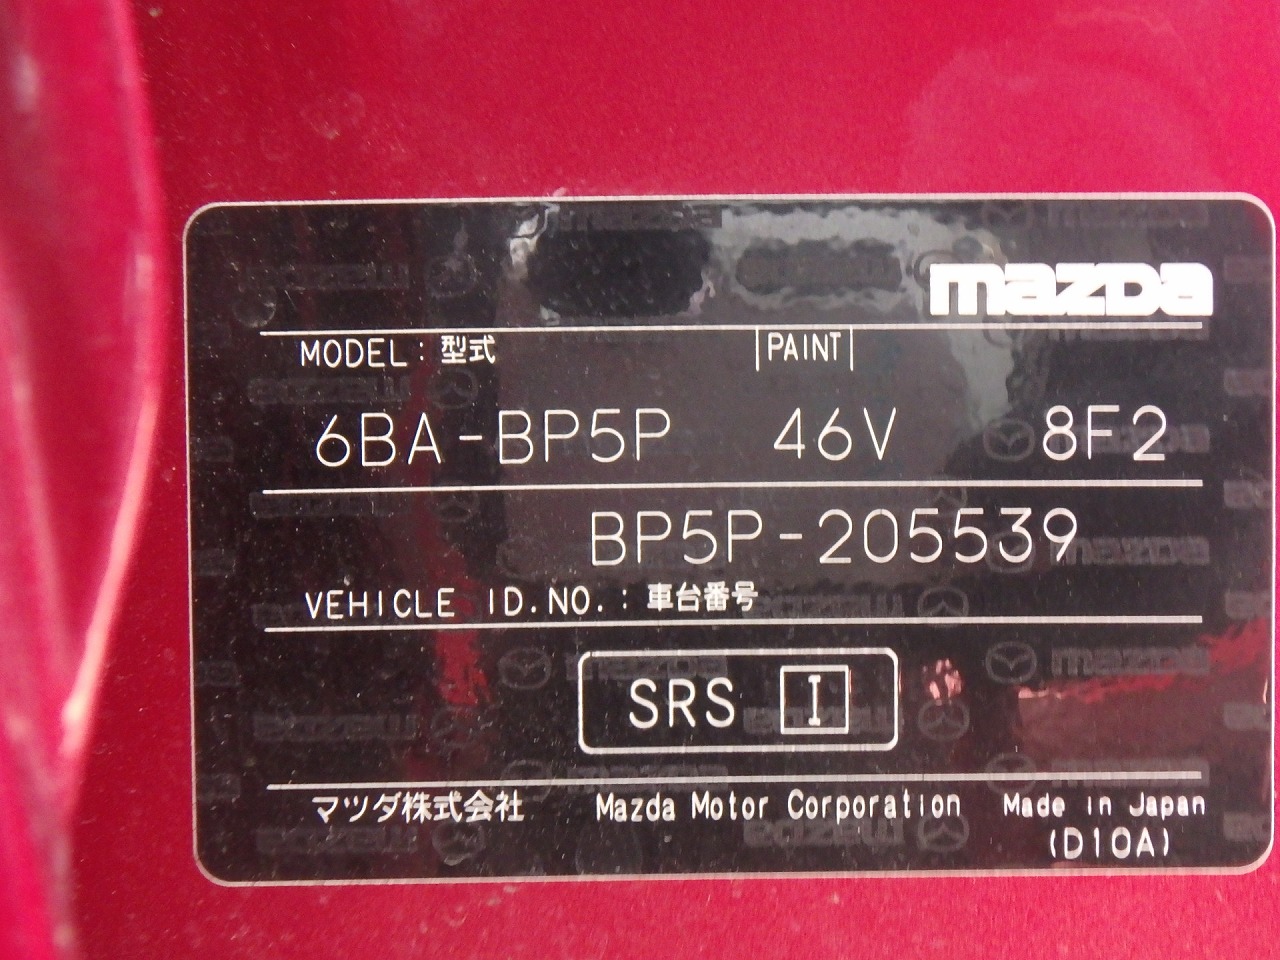 mazda
MODEL : 型式 PAINT
6BA-BP5P 46V 8F2
BP5P-205539
VEHICLE ID.NO. : 車台番号
SRS I
マツダ株式会社 Mazda Motor Corporation Made in Japan
(D10A)